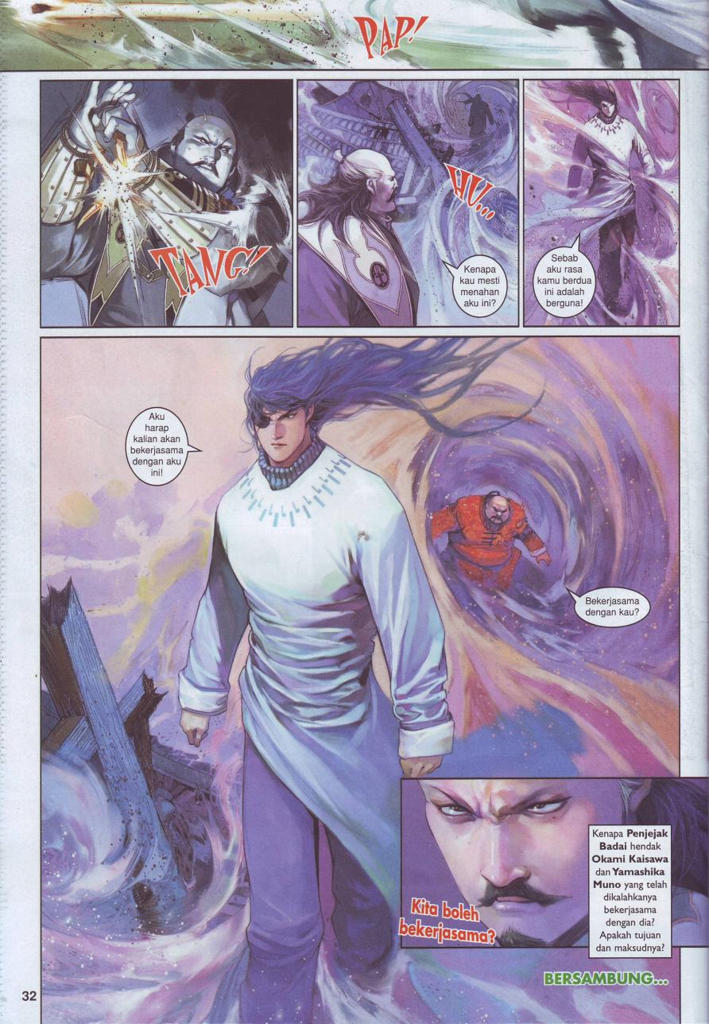 PAP!
TANG!
HU...
Kenapa
kau mesti
menahan
aku ini?
Sebab
aku rasa
kamu berdua
ini adalah
berguna!
Aku
harap
kalian akan
bekerjasama
dengan aku
ini!
Bekerjasama
dengan kau?
Kita boleh
bekerjasama?
Kenapa Penjejak
Badai hendak
Okami Kaisawa
dan Yamashika
Muno yang telah
dikalahkanya
bekerjasama
dengan dia?
Apakah tujuan
dan maksudnya?
BERSAMBUNG...
32